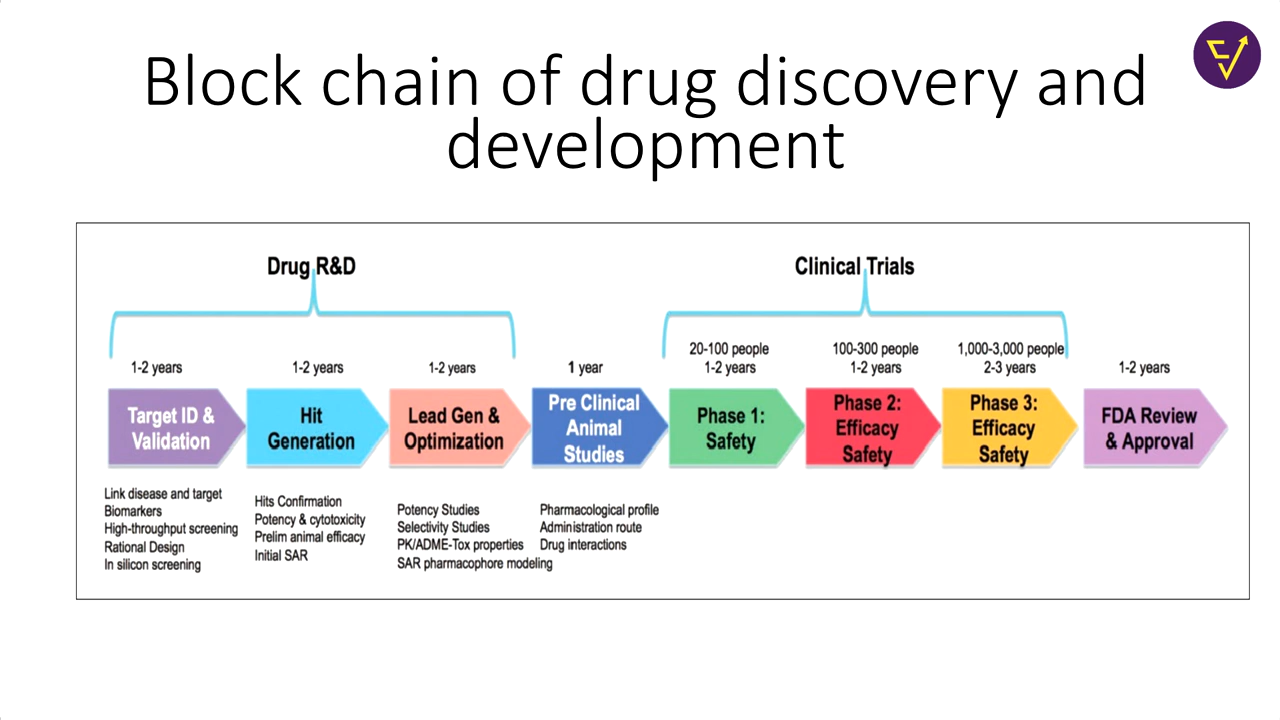 Block chain of drug discovery and
development
Drug R&D
Clinical Trials
1-2 years
1-2 years
1-2 years
1 year
20-100 people
1-2 years
100-300 people
1-2 years
1,000-3,000 people
2-3 years
1-2 years
Target ID &
Validation
Hit
Generation
Lead Gen &
Optimization
Pre Clinical
Animal
Studies
Phase 1:
Safety
Phase 2:
Efficacy
Safety
Phase 3:
Efficacy
Safety
FDA Review
& Approval
Link disease and target
Biomarkers
High-throughput screening
Rational Design
In silicon screening
Hits Confirmation
Potency & cytotoxicity
Prelim animal efficacy
Initial SAR
Potency Studies
Selectivity Studies
PK/ADME-Tox properties
SAR pharmacophore modeling
Pharmacological profile
Administration route
Drug interactions